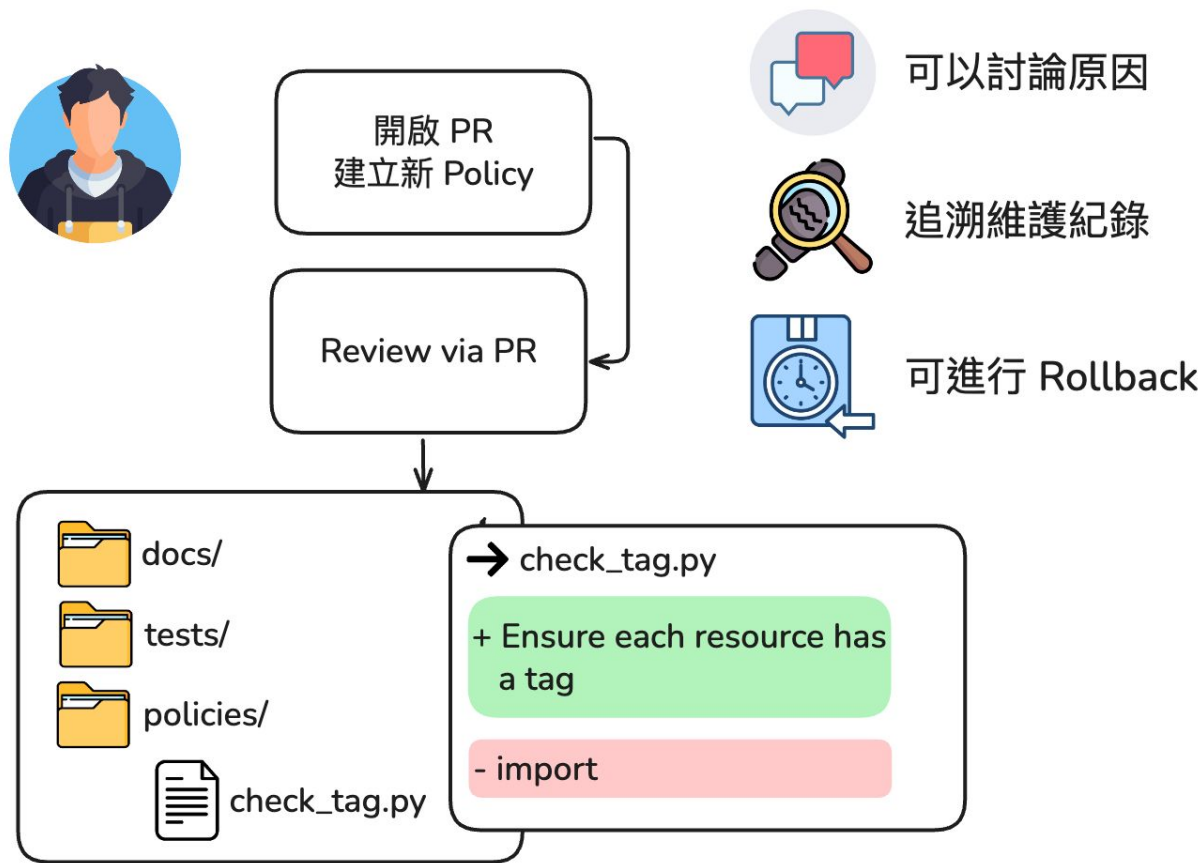 開啟 PR
建立新 Policy
Review via PR
可以討論原因
追溯維護紀錄
可進行 Rollback
docs/
tests/
policies/
check_tag.py
→ check_tag.py
+ Ensure each resource has
a tag
- import